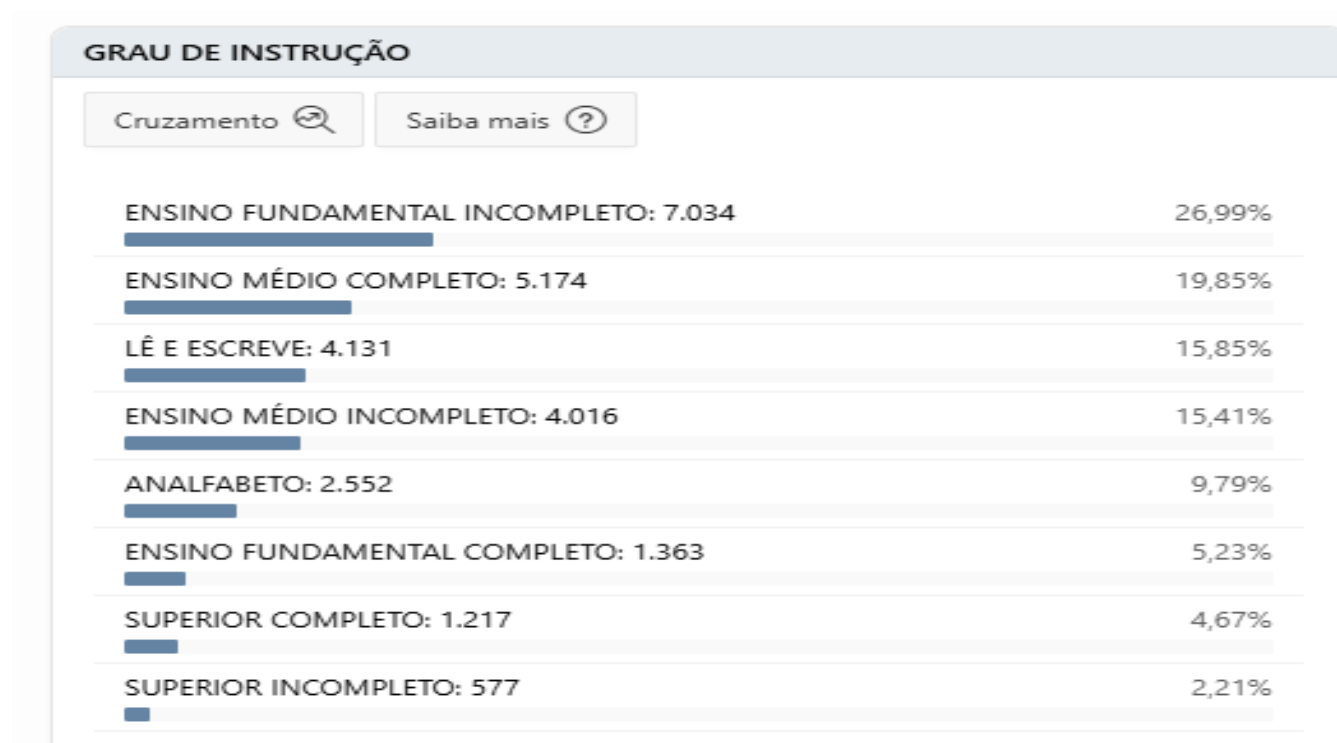 GRAU DE INSTRUÇÃO
Cruzamento Saiba mais ?
ENSINO FUNDAMENTAL INCOMPLETO: 7.034 26,99%
ENSINO MÉDIO COMPLETO: 5.174 19,85%
LÊ E ESCREVE: 4.131 15,85%
ENSINO MÉDIO INCOMPLETO: 4.016 15,41%
ANALFABETO: 2.552 9,79%
ENSINO FUNDAMENTAL COMPLETO: 1.363 5,23%
SUPERIOR COMPLETO: 1.217 4,67%
SUPERIOR INCOMPLETO: 577 2,21%